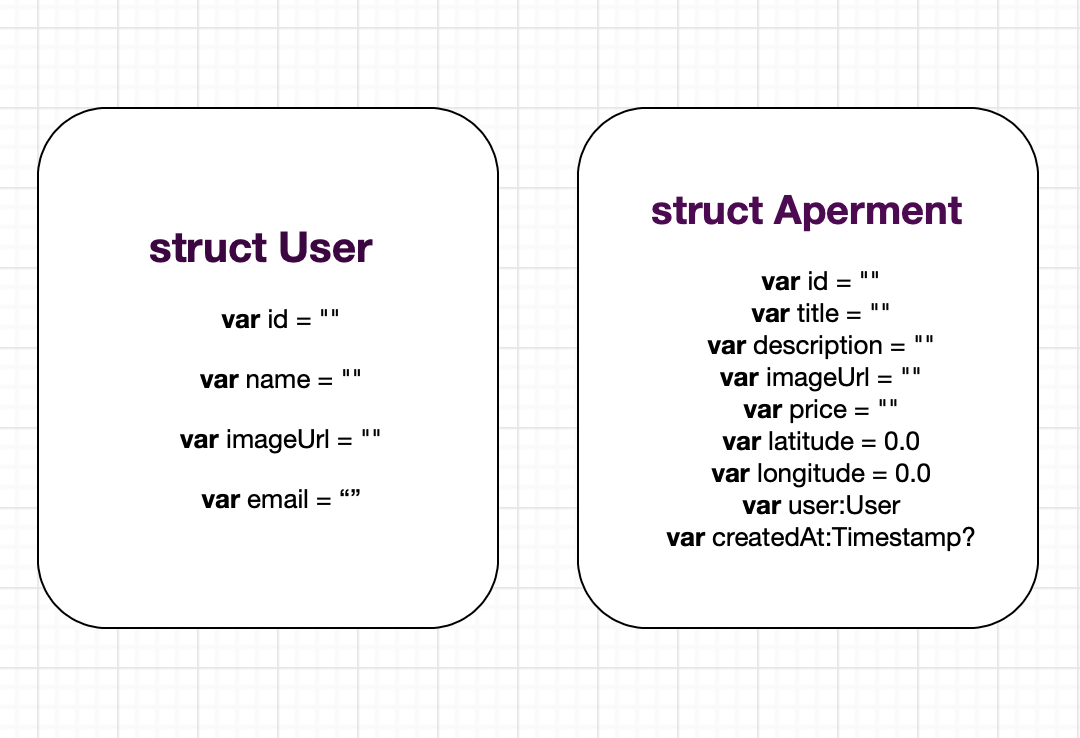 struct User
var id = ""
var name = ""
var imageUrl = ""
var email = “”
struct Aperment
var id = ""
var title = ""
var description = ""
var imageUrl = ""
var price = ""
var latitude = 0.0
var longitude = 0.0
var user:User
var createdAt:Timestamp?